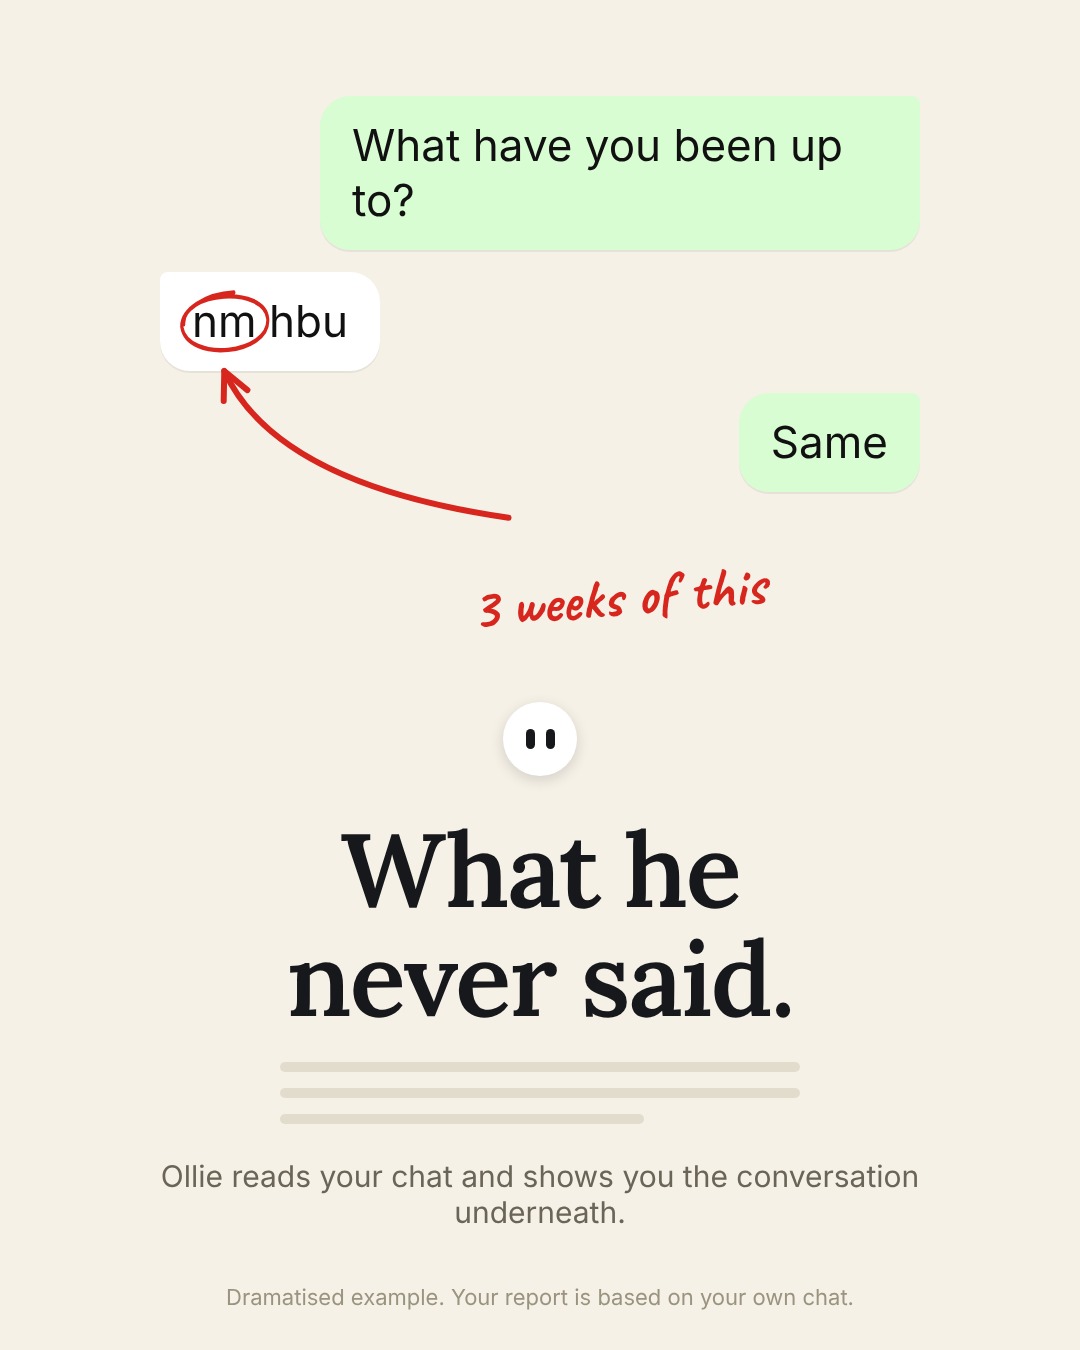 What have you been up
to?
nm hbu
Same
3 weeks of this
What he
never said.
Ollie reads your chat and shows you the conversation
underneath.
Dramatised example. Your report is based on your own chat.